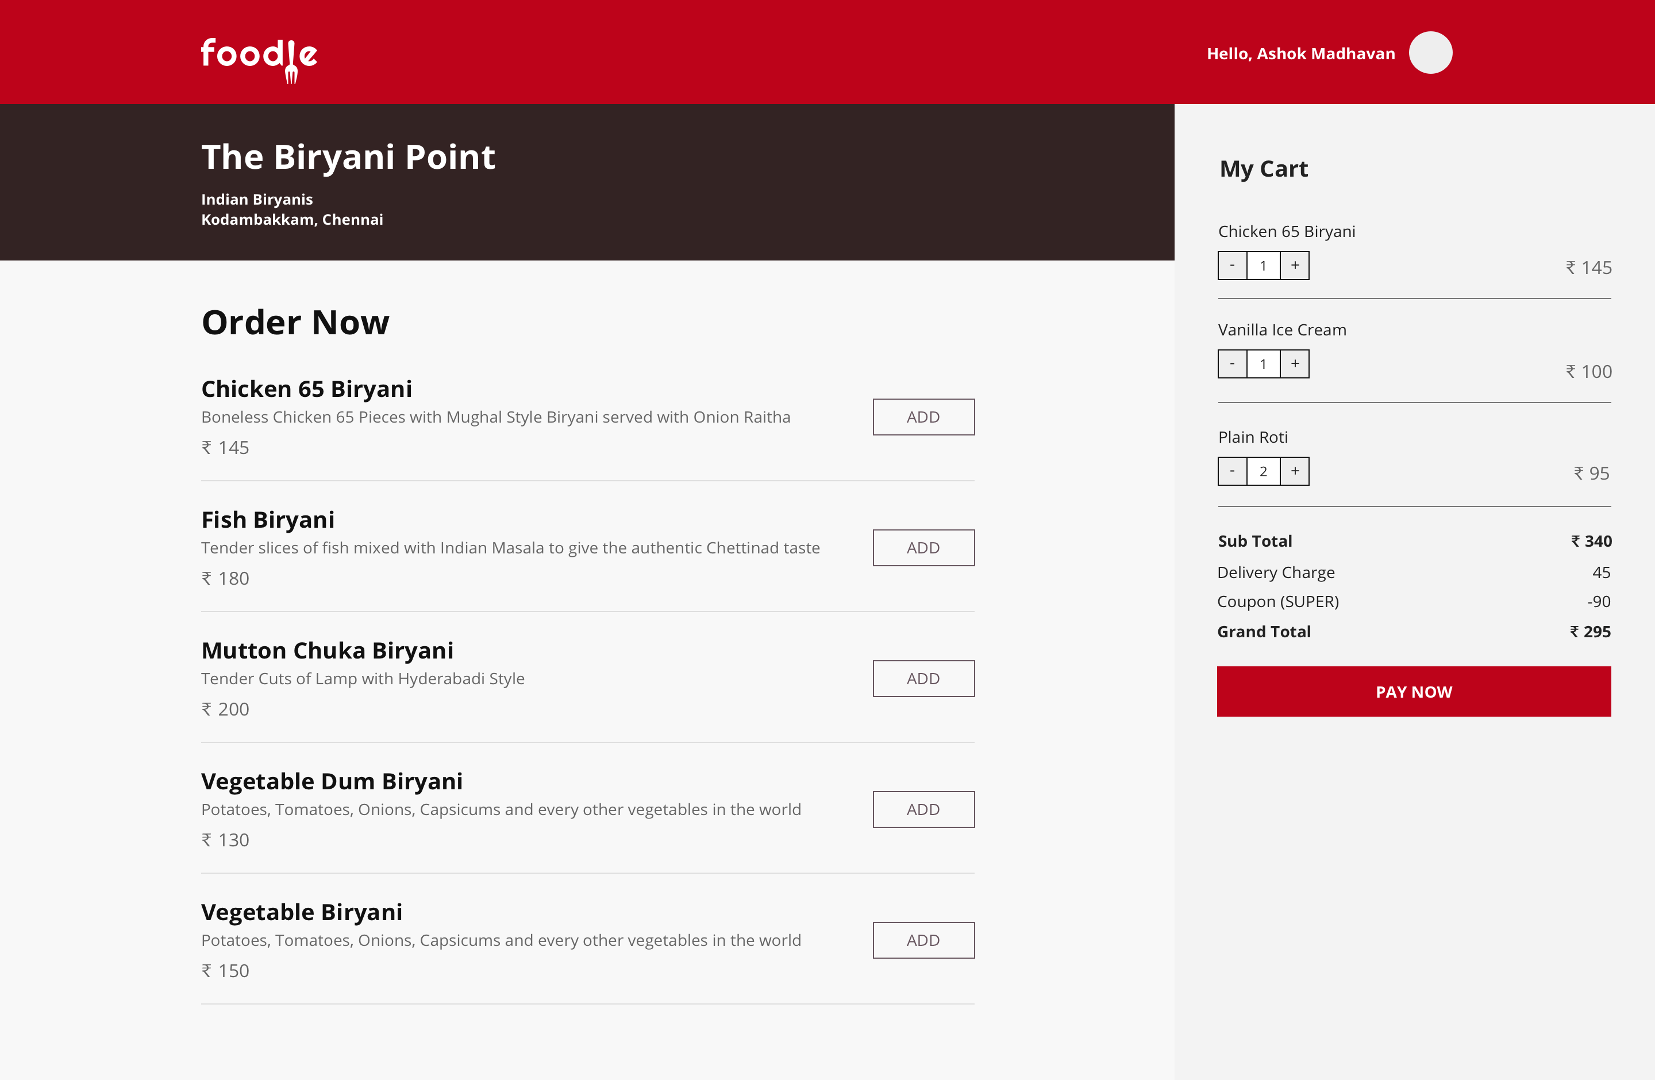 foodle
Hello, Ashok Madhavan
The Biryani Point
Indian Biryanis
Kodambakkam, Chennai
Order Now
Chicken 65 Biryani
Boneless Chicken 65 Pieces with Mughal Style Biryani served with Onion Raitha
₹ 145
ADD
Fish Biryani
Tender slices of fish mixed with Indian Masala to give the authentic Chettinad taste
₹ 180
ADD
Mutton Chuka Biryani
Tender Cuts of Lamp with Hyderabadi Style
₹ 200
ADD
Vegetable Dum Biryani
Potatoes, Tomatoes, Onions, Capsicums and every other vegetables in the world
₹ 130
ADD
Vegetable Biryani
Potatoes, Tomatoes, Onions, Capsicums and every other vegetables in the world
₹ 150
ADD
My Cart
Chicken 65 Biryani
- 1 + ₹ 145
Vanilla Ice Cream
- 1 + ₹ 100
Plain Roti
- 2 + ₹ 95
Sub Total ₹ 340
Delivery Charge 45
Coupon (SUPER) -90
Grand Total ₹ 295
PAY NOW